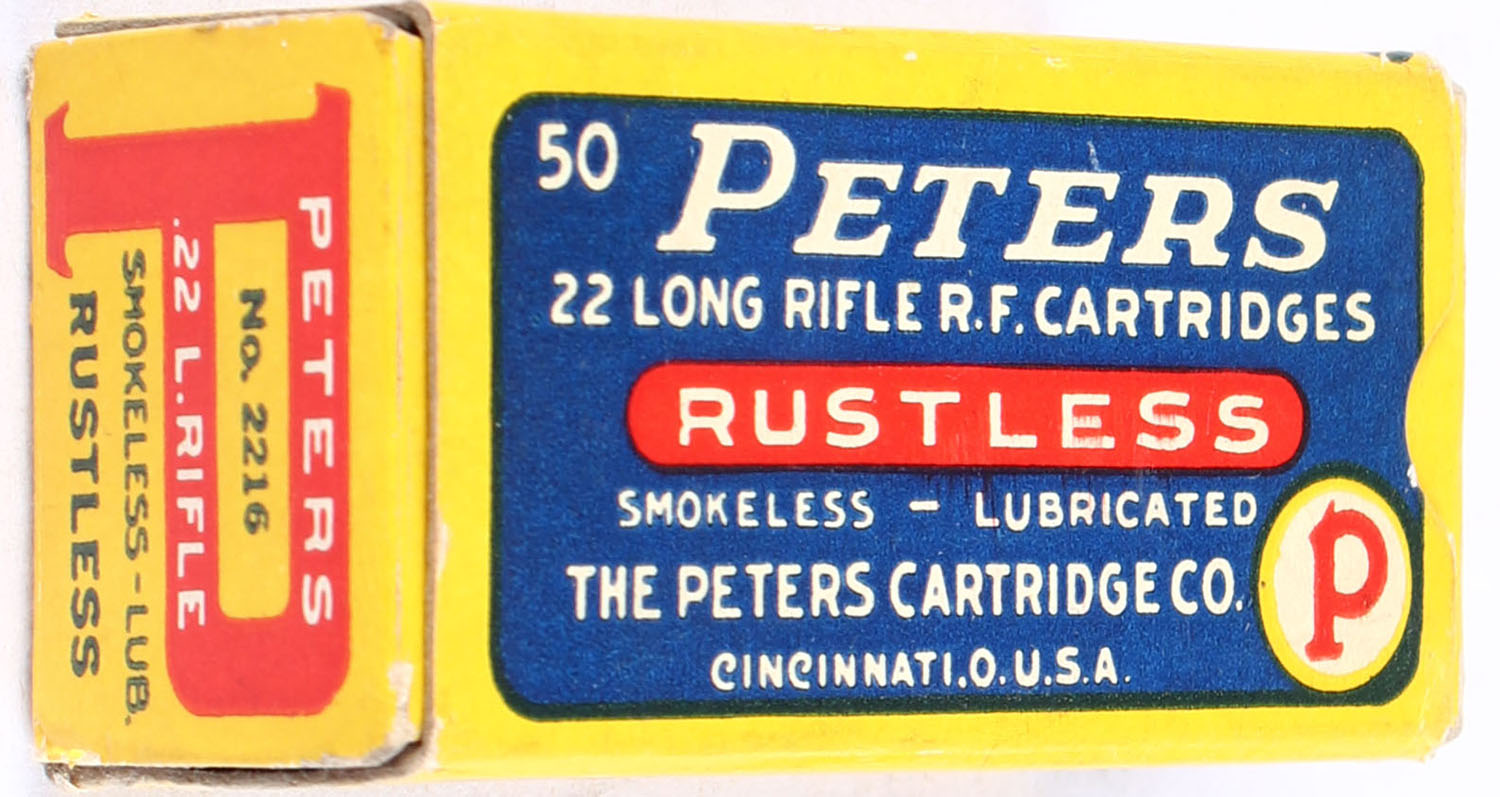 50 PETERS
22 LONG RIFLE R.F. CARTRIDGES
RUSTLESS
SMOKELESS – LUBRICATED
THE PETERS CARTRIDGE CO.
CINCINNATI.O.U.S.A.
P
PETERS
No. 2216
.22 L.RIFLE
SMOKELESS-LUB.
RUSTLESS